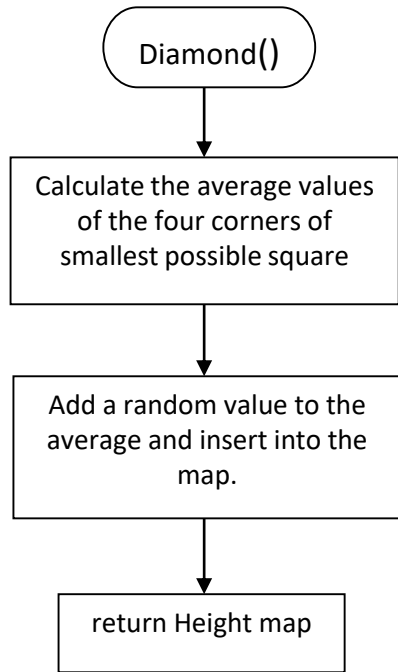 Diamond()
Calculate the average values
of the four corners of
smallest possible square
Add a random value to the
average and insert into the
map.
return Height map